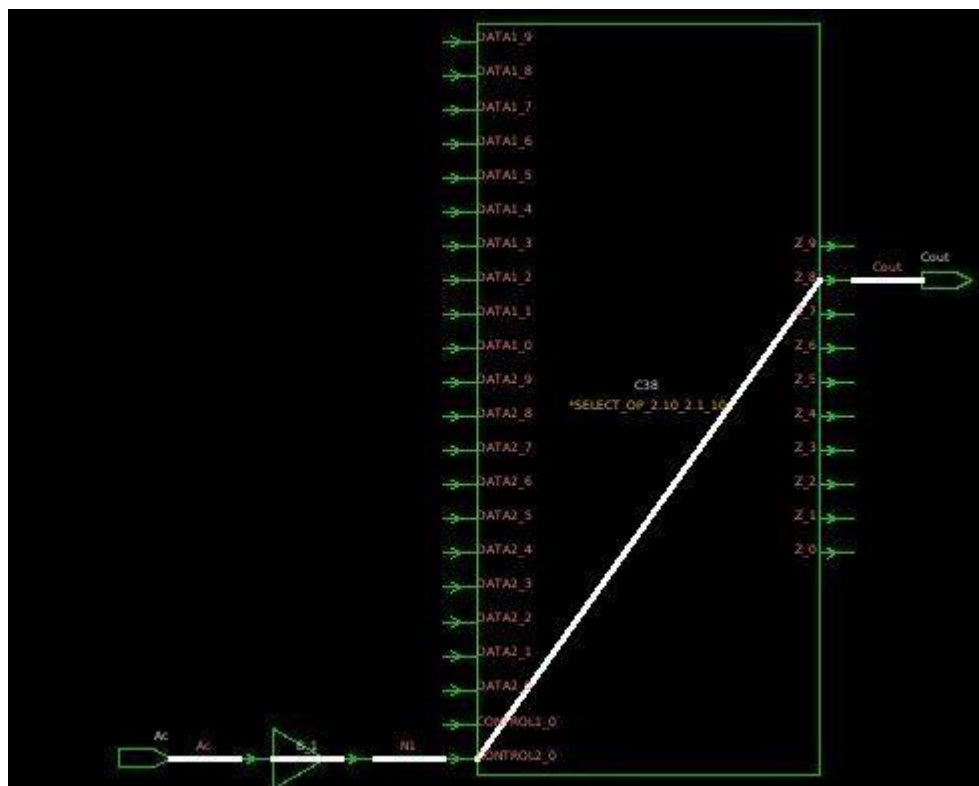 DATA1_9
DATA1_8
DATA1_7
DATA1_6
DATA1_5
DATA1_4
DATA1_3
DATA1_2
DATA1_1
DATA1_0
DATA2_9
DATA2_8
DATA2_7
DATA2_6
DATA2_5
DATA2_4
DATA2_3
DATA2_2
DATA2_1
DATA2_
CONTROL1_0
CONTROL2_0
C38
*SELECT_OP_2.10_2.1_10
Z_9
Z_8
Z_7
Z_6
Z_5
Z_4
Z_3
Z_2
Z_1
Z_0
Cout
Cout
Ac
Ac
N1